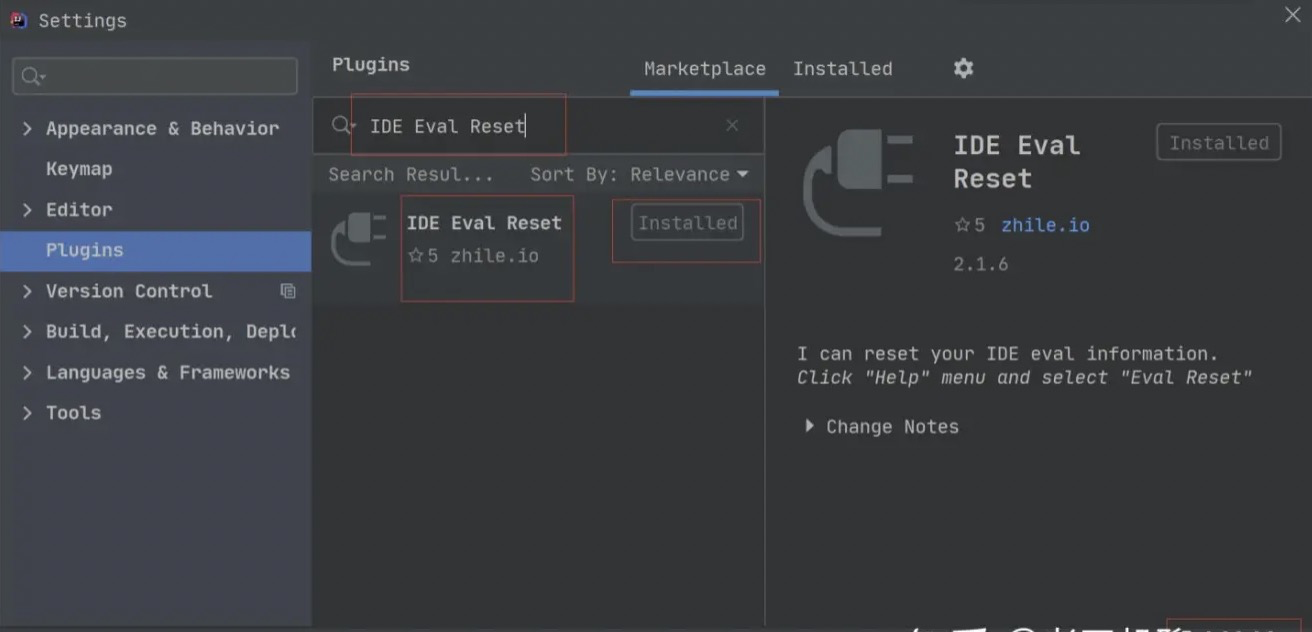 Settings
Plugins
Marketplace
Installed
Appearance & Behavior
Keymap
Editor
Plugins
Version Control
Build, Execution, Deplo
Languages & Frameworks
Tools
IDE Eval Reset
Search Resul...
Sort By: Relevance
IDE Eval Reset
Installed
5 zhile.io
IDE Eval
Reset
Installed
5 zhile.io
2.1.6
I can reset your IDE eval information.
Click "Help" menu and select "Eval Reset"
Change Notes